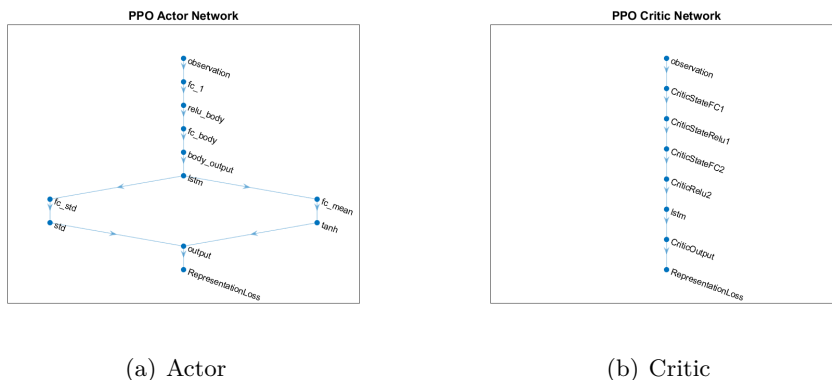 PPO Actor Network
observation
fc_1
relu_body
fc_body
body_output
lstm
fc_std
fc_mean
std
tanh
output
RepresentationLoss
(a) Actor
PPO Critic Network
observation
CriticStateFC1
CriticStateRelu1
CriticStateFC2
CriticRelu2
lstm
CriticOutput
RepresentationLoss
(b) Critic